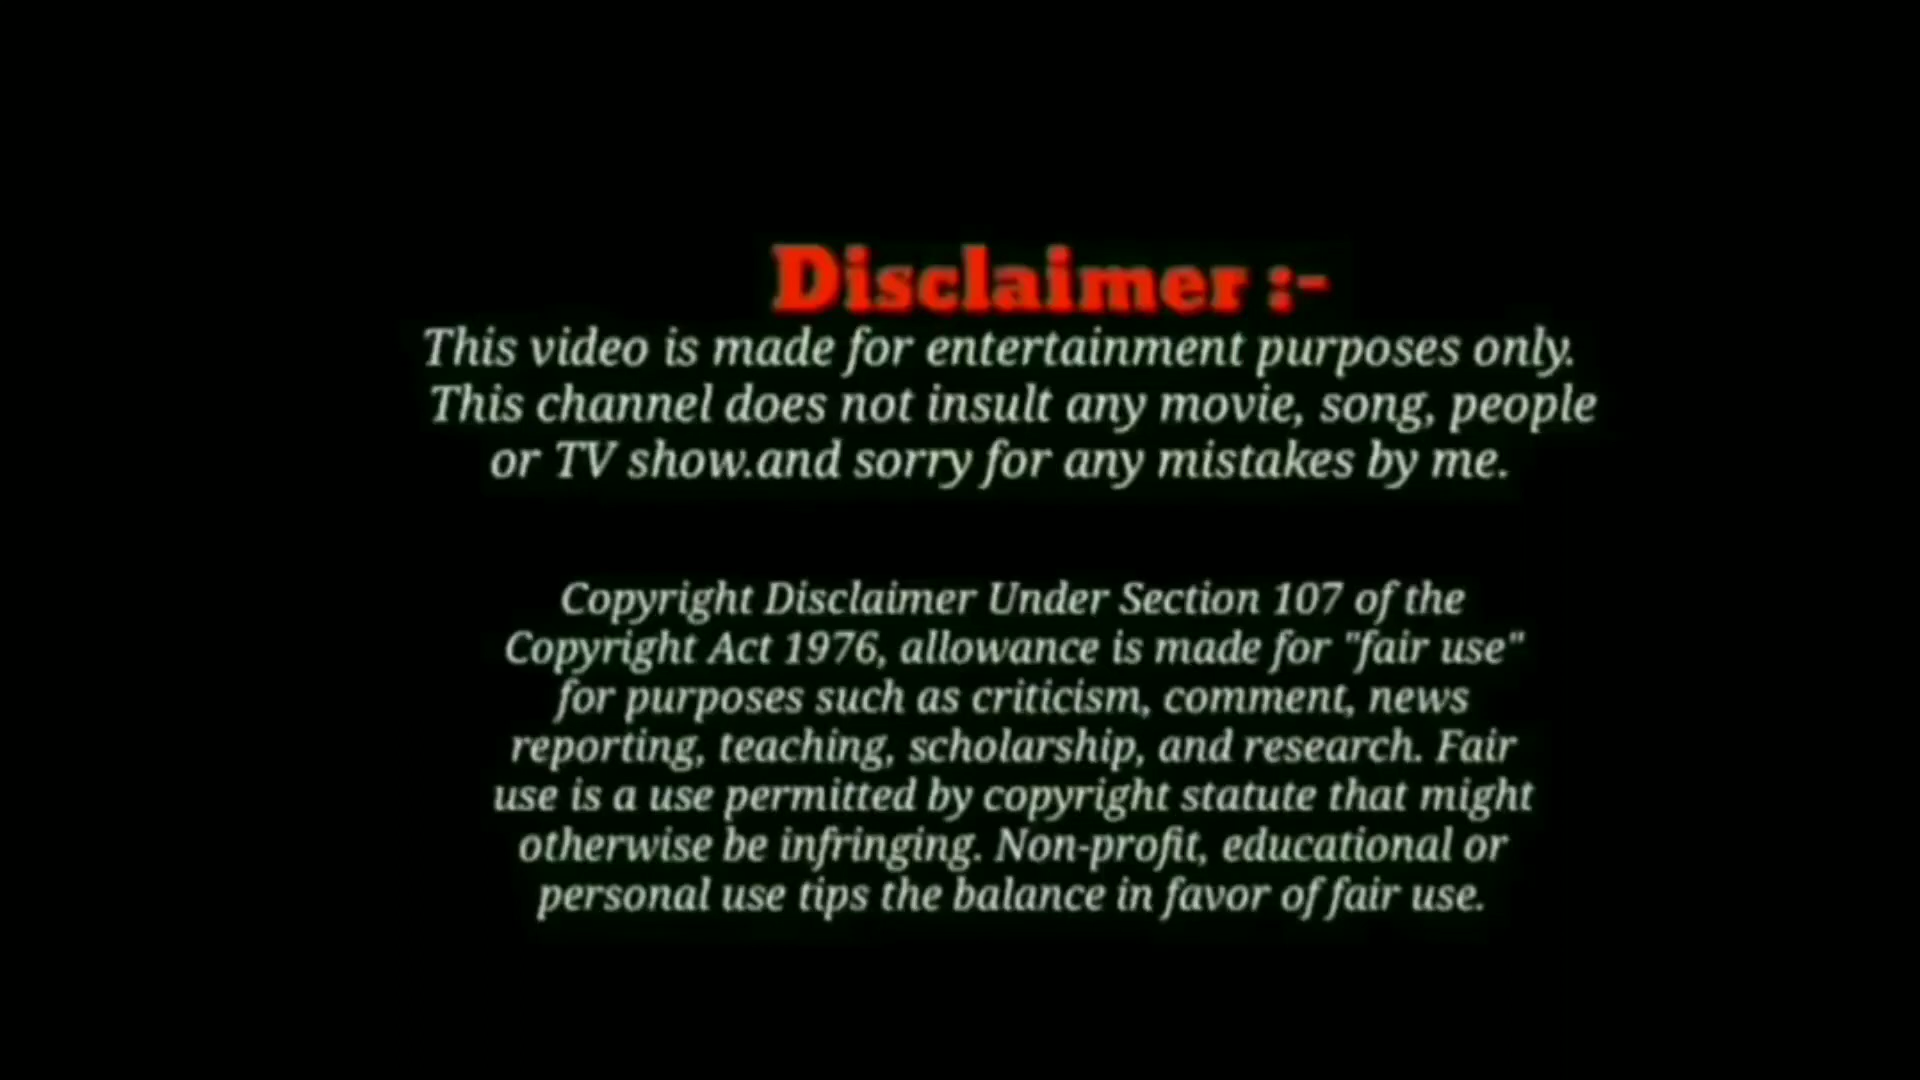 Disclaimer :-
This video is made for entertainment purposes only.
This channel does not insult any movie, song, people
or TV show.and sorry for any mistakes by me.
Copyright Disclaimer Under Section 107 of the
Copyright Act 1976, allowance is made for "fair use"
for purposes such as criticism, comment, news
reporting, teaching, scholarship, and research. Fair
use is a use permitted by copyright statute that might
otherwise be infringing. Non-profit, educational or
personal use tips the balance in favor of fair use.